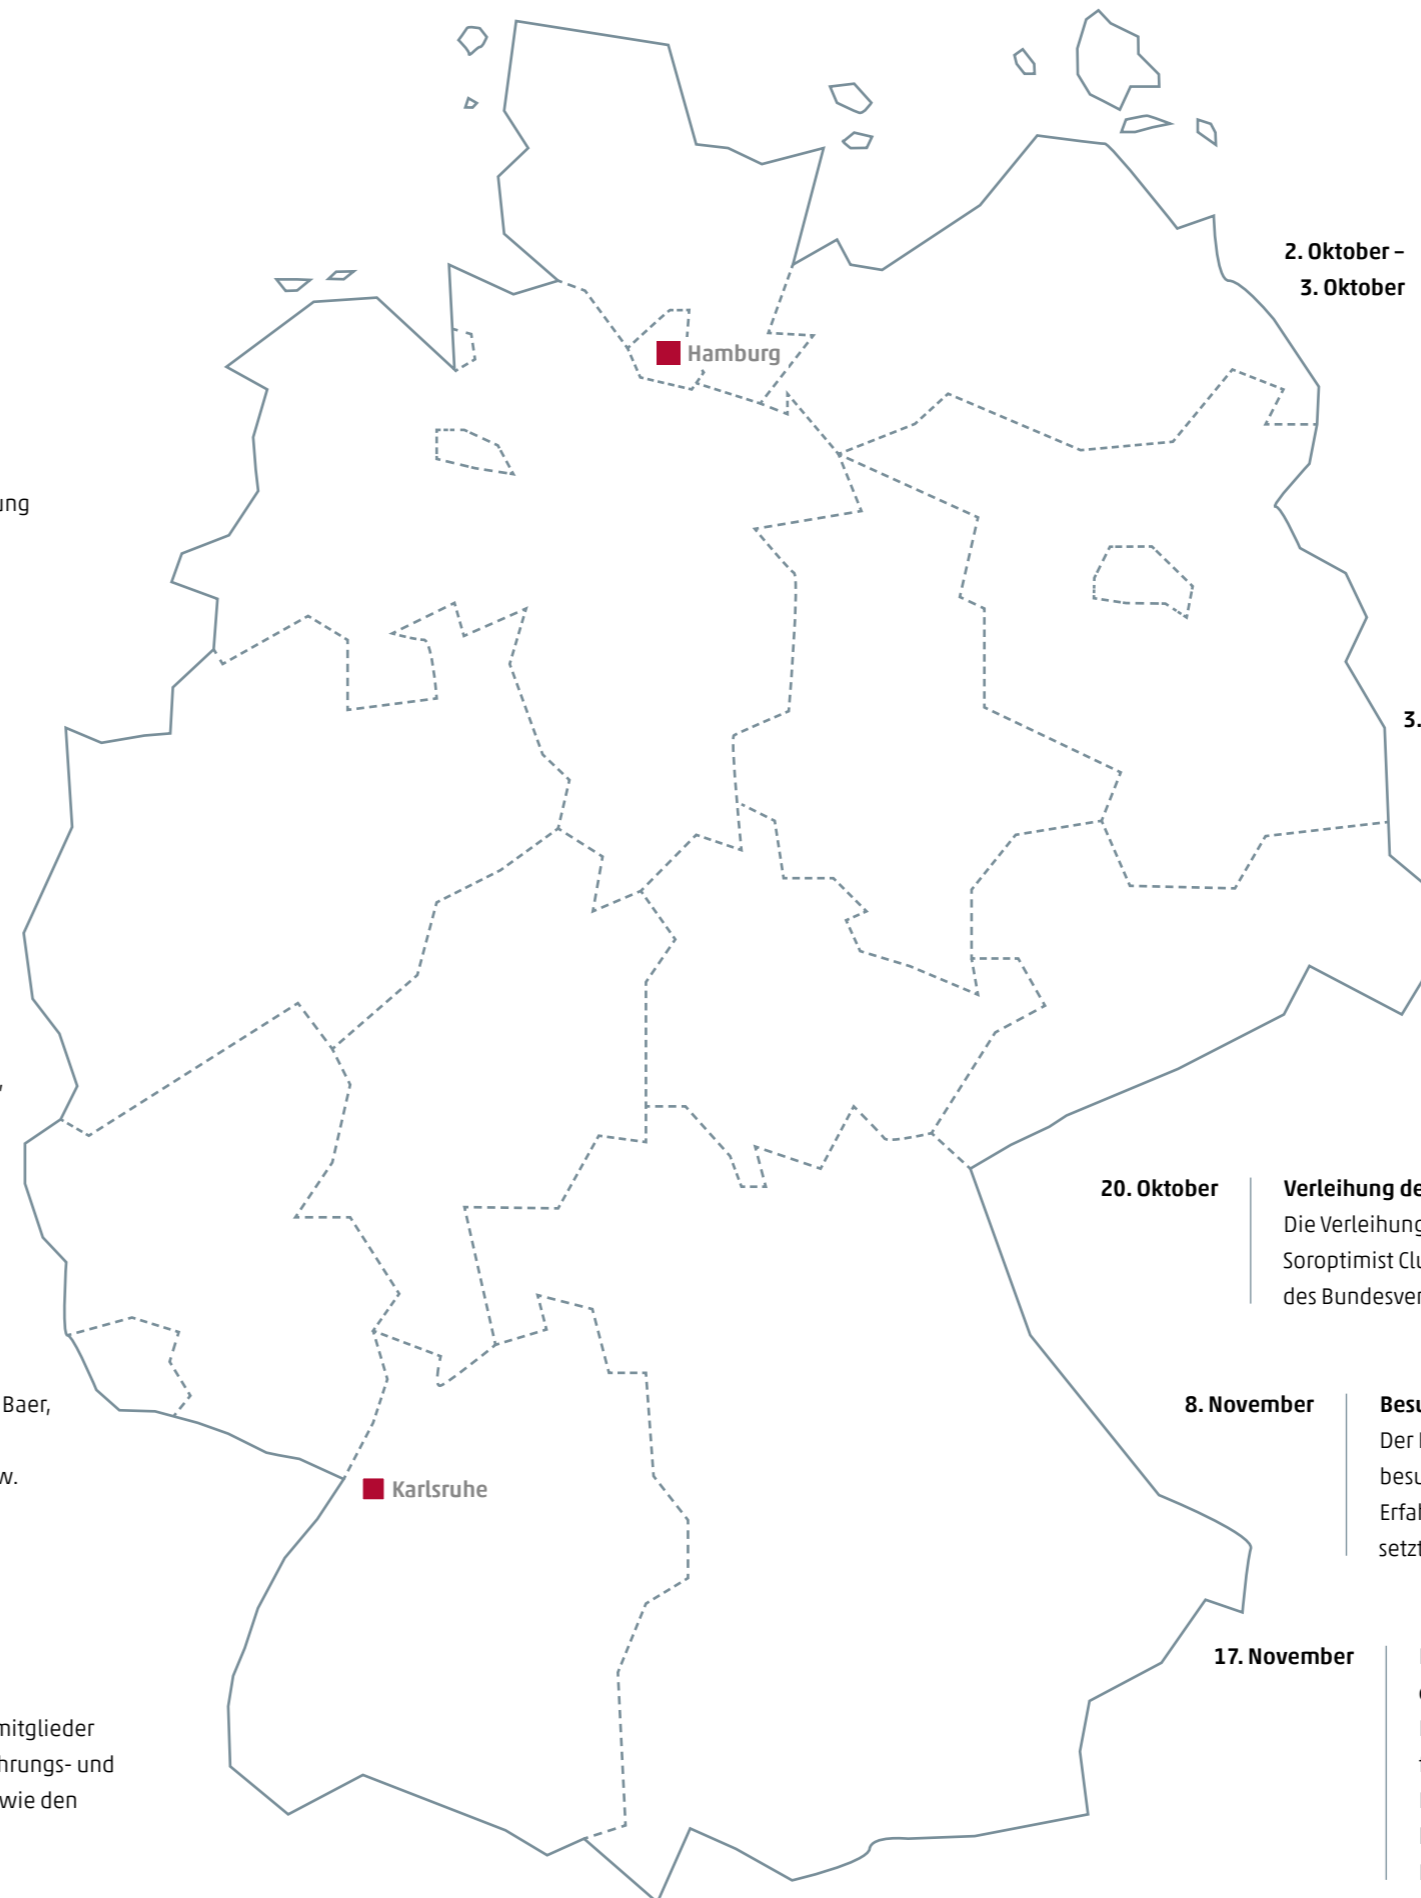 2. Oktober –
3. Oktober
Hamburg
ung
3.
,
20. Oktober
Verleihung de
Die Verleihung
Soroptimist Clu
des Bundesver
Baer,
w.
8. November
Besu
Der
besu
Erfah
setzt
Karlsruhe
17. November
mitglieder
hrungs- und
wie den